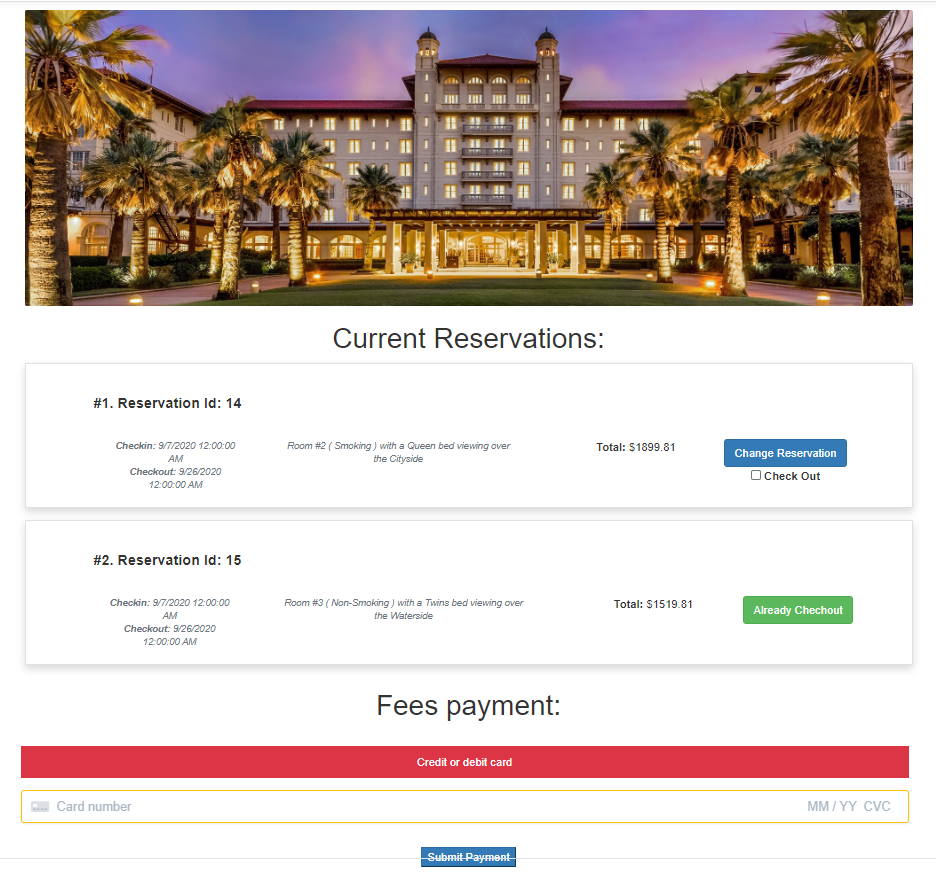 Current Reservations:
#1. Reservation Id: 14
Checkin: 9/7/2020 12:00:00
AM
Checkout: 9/26/2020
12:00:00 AM
Room #2 ( Smoking ) with a Queen bed viewing over
the Cityside
Total: $1899.81
Change Reservation
Check Out
#2. Reservation Id: 15
Checkin: 9/7/2020 12:00:00
AM
Checkout: 9/26/2020
12:00:00 AM
Room #3 ( Non-Smoking ) with a Twins bed viewing over
the Waterside
Total: $1519.81
Already Chechout
Fees payment:
Credit or debit card
Card number MM / YY CVC
Submit Payment